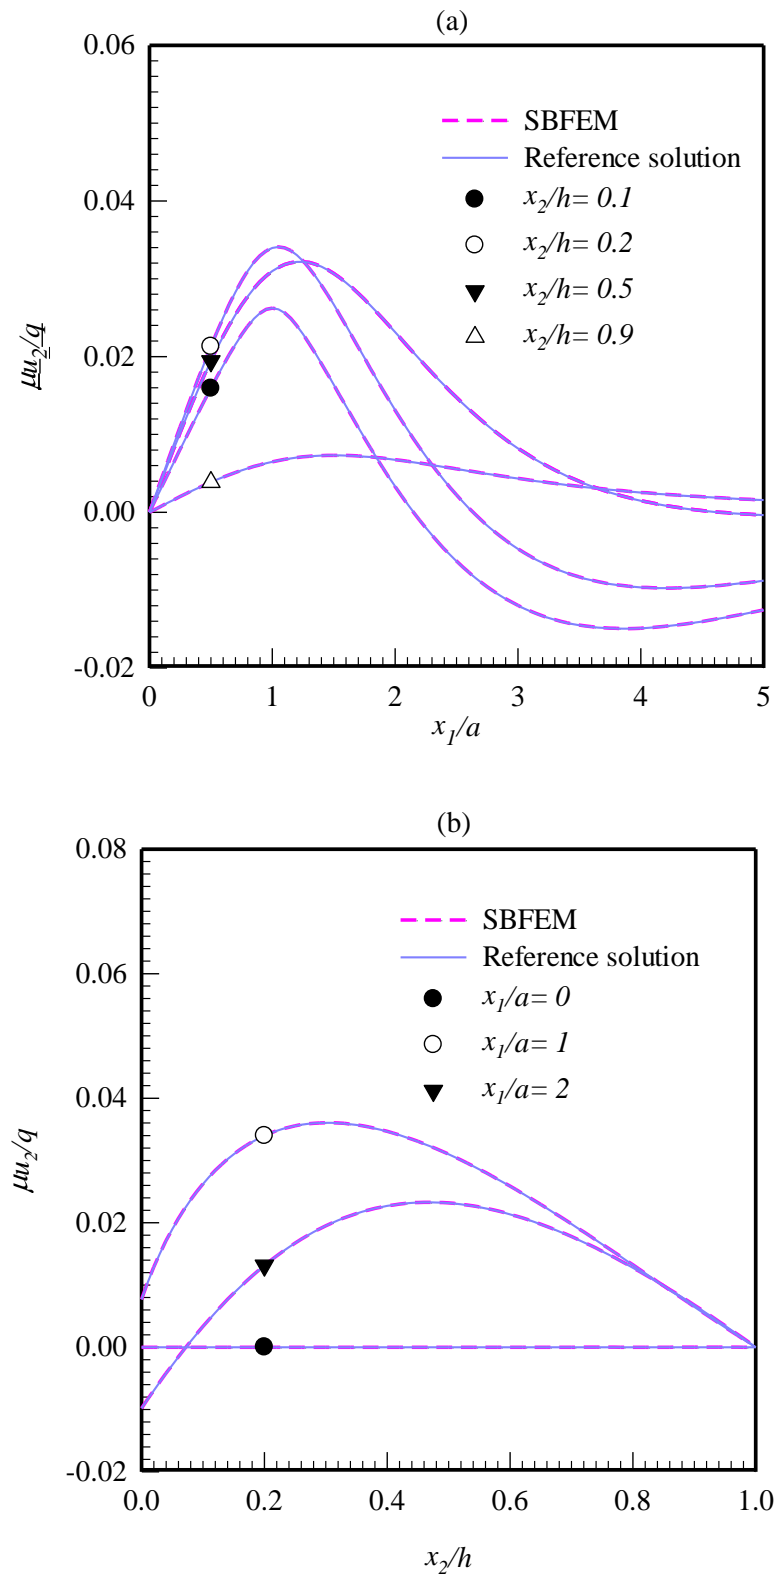 (a)
0.06
0.04
0.02
0.00
-0.02
μu2/q
SBFEM
Reference solution
x2/h= 0.1
x2/h= 0.2
x2/h= 0.5
x2/h= 0.9
0 1 2 3 4 5
x1/a
(b)
0.08
0.06
0.04
0.02
0.00
-0.02
μu2/q
SBFEM
Reference solution
x1/a= 0
x1/a= 1
x1/a= 2
0.0 0.2 0.4 0.6 0.8 1.0
x2/h